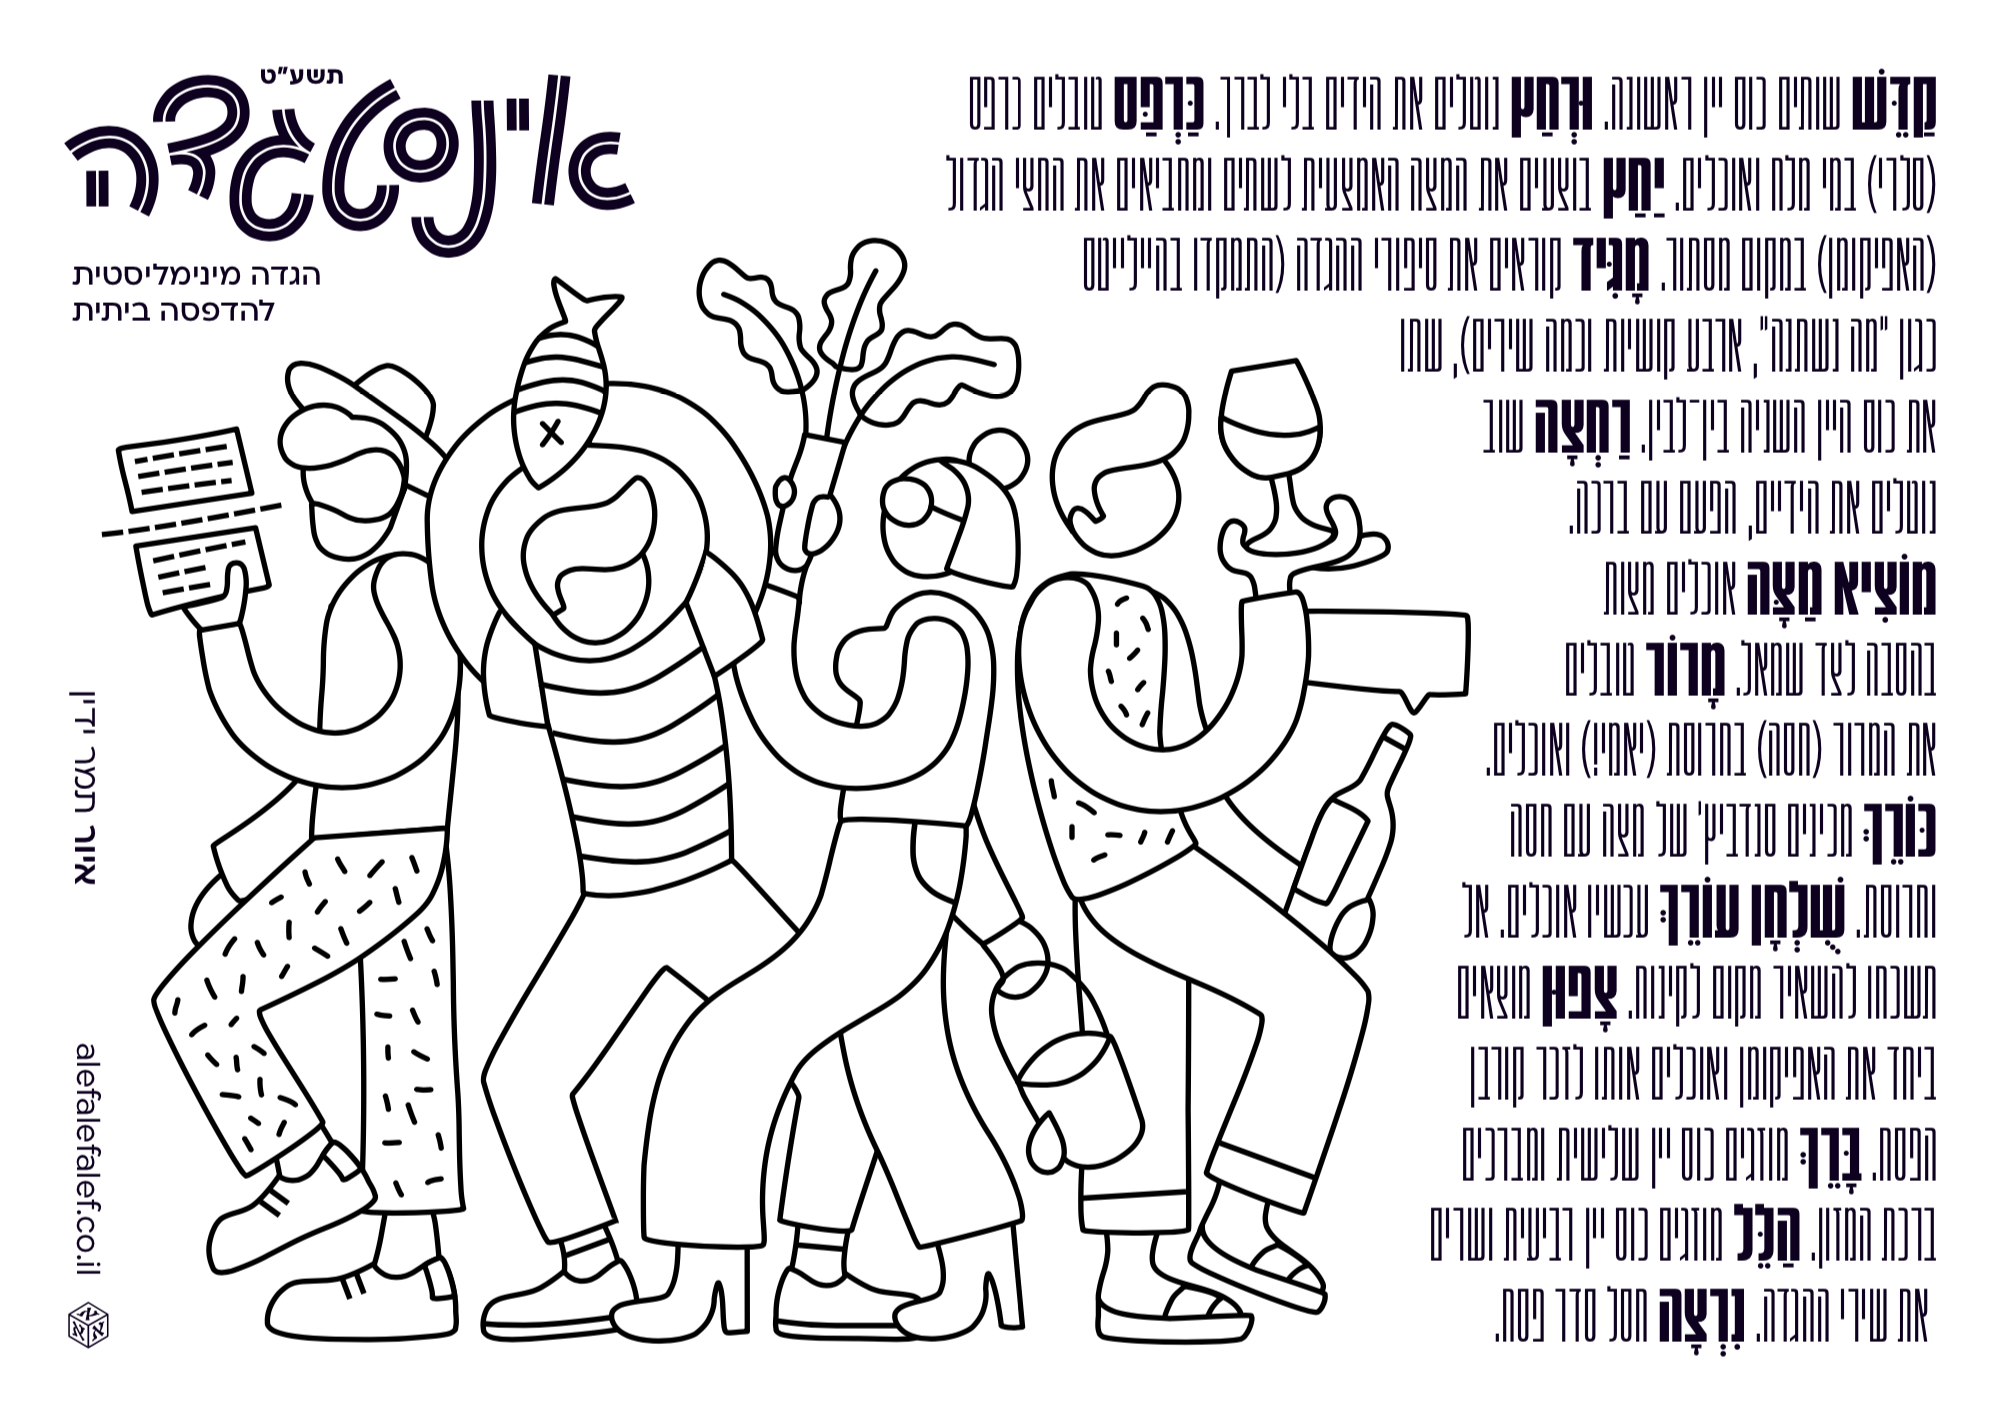 תשע"ט
אינסטגדה
הגדה מינימליסטית
להדפסה ביתית
קַדֵּשׁ שותים כוס יין ראשונה. וּרְחַץ נוטלים את הידים בלי לברך. כַּרְפַּס טובלים כרפס
(סלרי) במי מלח ואוכלים. יַחַץ בוצעים את המצה האמצעית לשתים ומחביאים את החצי הגדול
(האפיקומן) במקום מסתור. מָגִּיד קוראים את סיפורי ההגדה (התמקדו בהיילייטס
כגון "מה נשתנה", ארבע קושיות וכמה שירים), שתו
את כוס היין השניה בין־לבין. רַחְצָה שוב
נוטלים את הידיים, הפעם עם ברכה.
מוֹצִיא מַצָּה אוכלים מצות
בהסבה לצד שמאל. מָרוֹר טובלים
את המרור (חסה) בחרוסת (יאמי!) ואוכלים.
כּוֹרֵךְ מכינים סנדביץ' של מצה עם חסה
וחרוסת. שֻׁלְחָן עוֹרֵךְ עכשיו אוכלים. אל
תשכחו להשאיר מקום לקינוח. צָפוּן מוצאים
ביחד את האפיקומן ואוכלים אותו לזכר קורבן
הפסח. בָּרֵךְ מוזגים כוס יין שלישית ומברכים
ברכת המזון. הַלֵּל מוזגים כוס יין רביעית ושרים
את שירי ההגדה. נִרְצָה חסל סדר פסח.
איור תמר ידין
alefalefalef.co.il